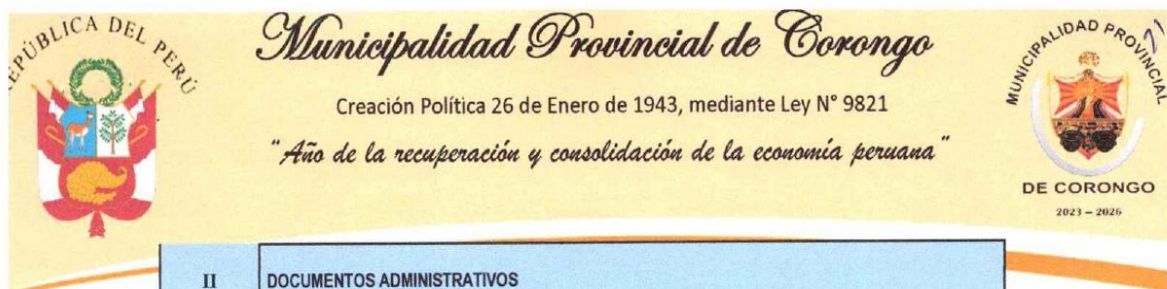 REPÚBLICA DEL PERÚ
Municipalidad Provincial de Corongo
Creación Política 26 de Enero de 1943, mediante Ley N° 9821
"Año de la recuperación y consolidación de la economía peruana"
MUNICIPALIDAD PROVINCIAL
DE CORONGO
2023 – 2026
II DOCUMENTOS ADMINISTRATIVOS